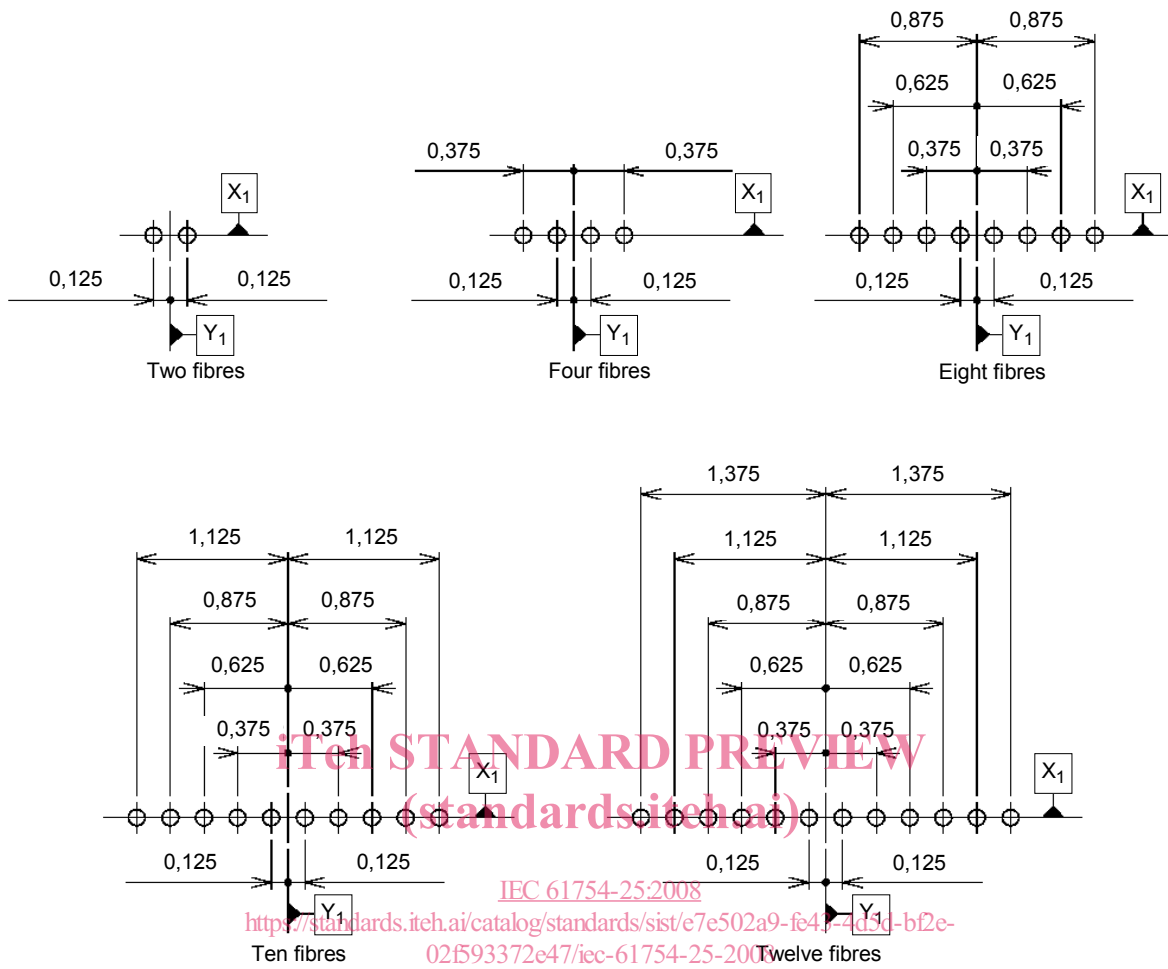 0,875 0,875
0,625 0,625
0,375 0,375
X1
0,125 0,125
Y1
Two fibres
0,375 0,375
X1
0,125 0,125
Y1
Four fibres
X1
0,125 0,125
Y1
Eight fibres
1,125 1,125
0,875 0,875
0,625 0,625
0,375 0,375
X1
0,125 0,125
Y1
Ten fibres
1,375 1,375
1,125 1,125
0,875 0,875
0,625 0,625
0,375 0,375
X1
0,125 0,125
Y1
Twelve fibres
iTeh STANDARD PREVIEW
(standards.iteh.ai)
IEC 61754-25:2008
https://standards.iteh.ai/catalog/standards/sist/e7e502a9-fe43-4d5d-bf2e-
02f593372e47/iec-61754-25-2008